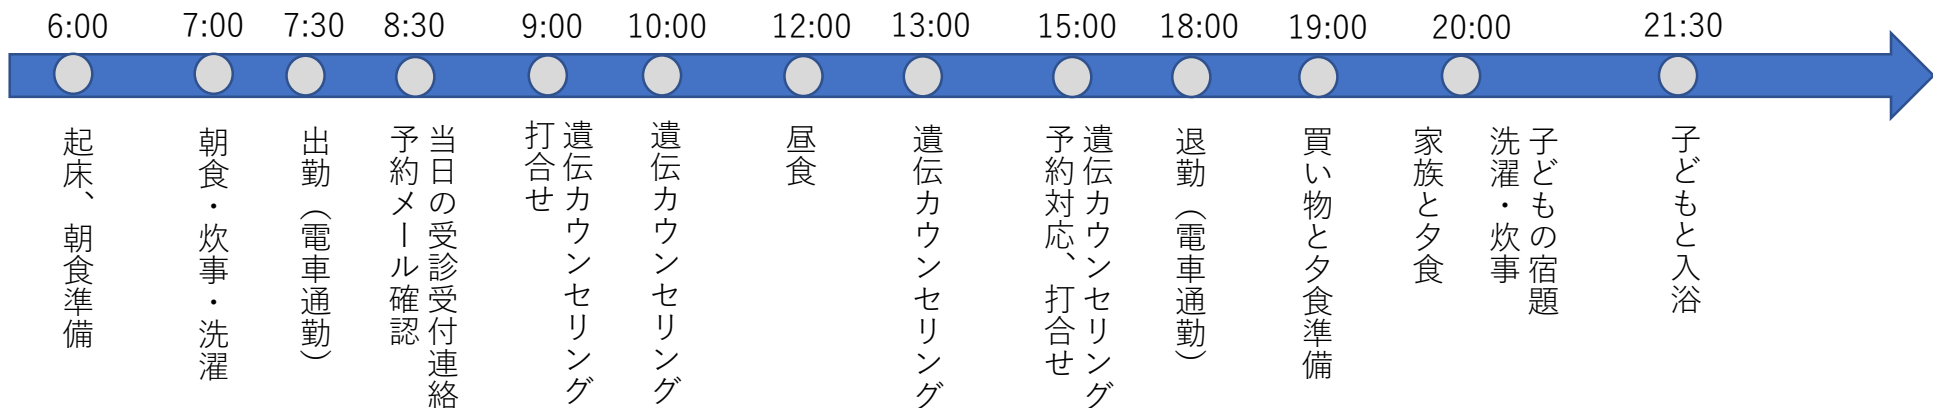 6:00
7:00
7:30
8:30
9:00
10:00
12:00
13:00
15:00
18:00
19:00
20:00
21:30
起床、朝食準備
朝食・炊事・洗濯
出勤（電車通勤）
当日の受診受付連絡
予約メール確認
遺伝カウンセリング
打合せ
遺伝カウンセリング
昼食
遺伝カウンセリング
遺伝カウンセリング
予約対応、打合せ
退勤（電車通勤）
買い物と夕食準備
家族と夕食
子どもの宿題
洗濯・炊事
子どもと入浴